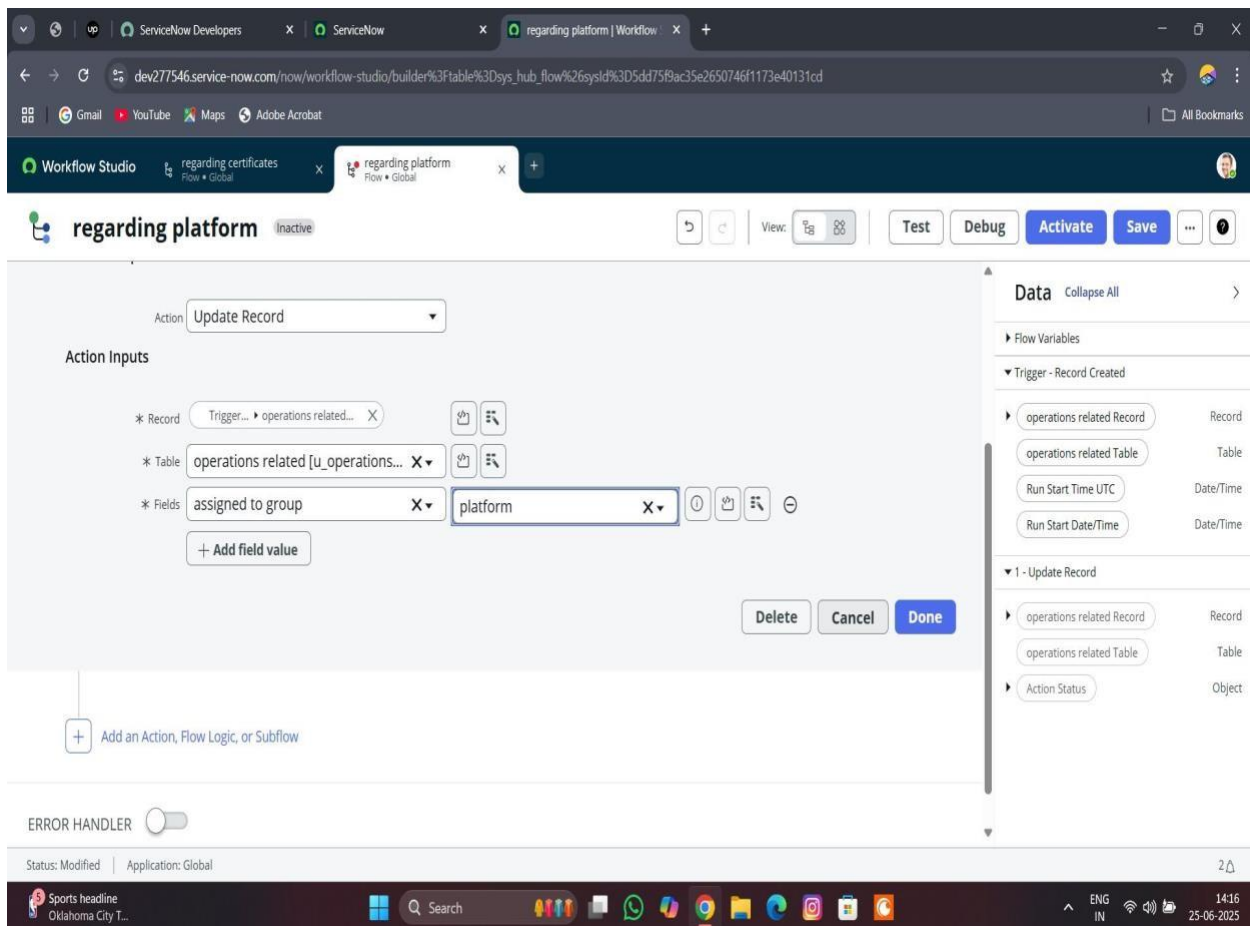 UP ServiceNow Developers X ServiceNow X regarding platform | Workflow S X +
dev277546.service-now.com/now/workflow-studio/builder%3Ftable%3Dsys_hub_flow%26sysId%3D5dd75f9ac35e2650746f1173e40131cd
Gmail YouTube Maps Adobe Acrobat All Bookmarks
Workflow Studio regarding certificates X regarding platform X +
Flow • Global Flow • Global
regarding platform Inactive View: Test Debug Activate Save ... ?
Data Collapse All >
Action Update Record
Flow Variables
Action Inputs
Trigger - Record Created
* Record Trigger... ▸ operations related... X
operations related Record Record
* Table operations related [u_operations... X
operations related Table Table
* Fields assigned to group X platform X
Run Start Time UTC Date/Time
Run Start Date/Time Date/Time
+ Add field value
1 - Update Record
Delete Cancel Done
operations related Record Record
operations related Table Table
Action Status Object
+ Add an Action, Flow Logic, or Subflow
ERROR HANDLER
Status: Modified | Application: Global 2
5 Sports headline
Oklahoma City T...
Search
ENG
IN
14:16
25-06-2025